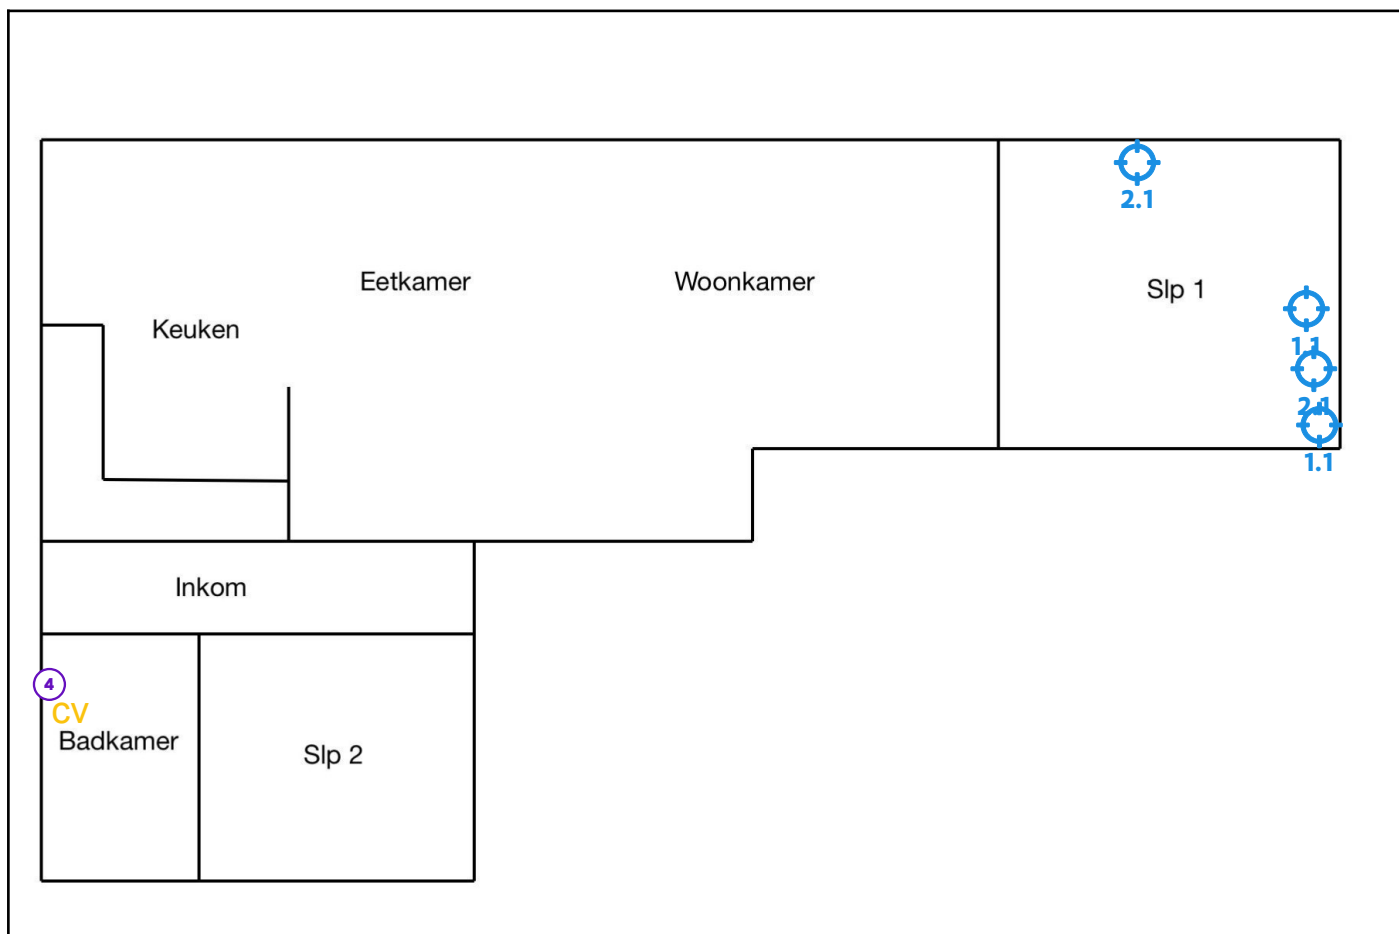 2.1
Eetkamer
Woonkamer
Slp 1
Keuken
1.1
2.1
1.1
Inkom
4
CV
Badkamer
Slp 2